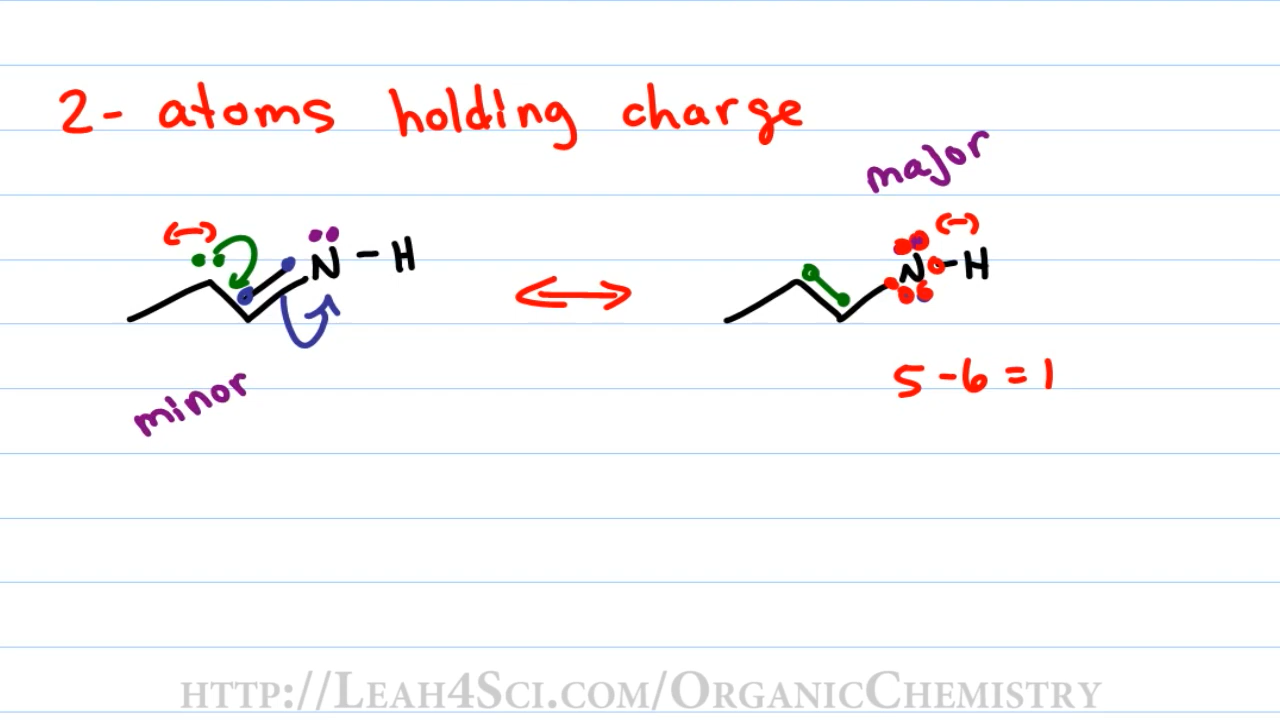 2- atoms holding charge
major
N - H
N - H
minor
5 - 6 = 1
HTTP://LEAH4SCI.COM/ORGANICCHEMISTRY